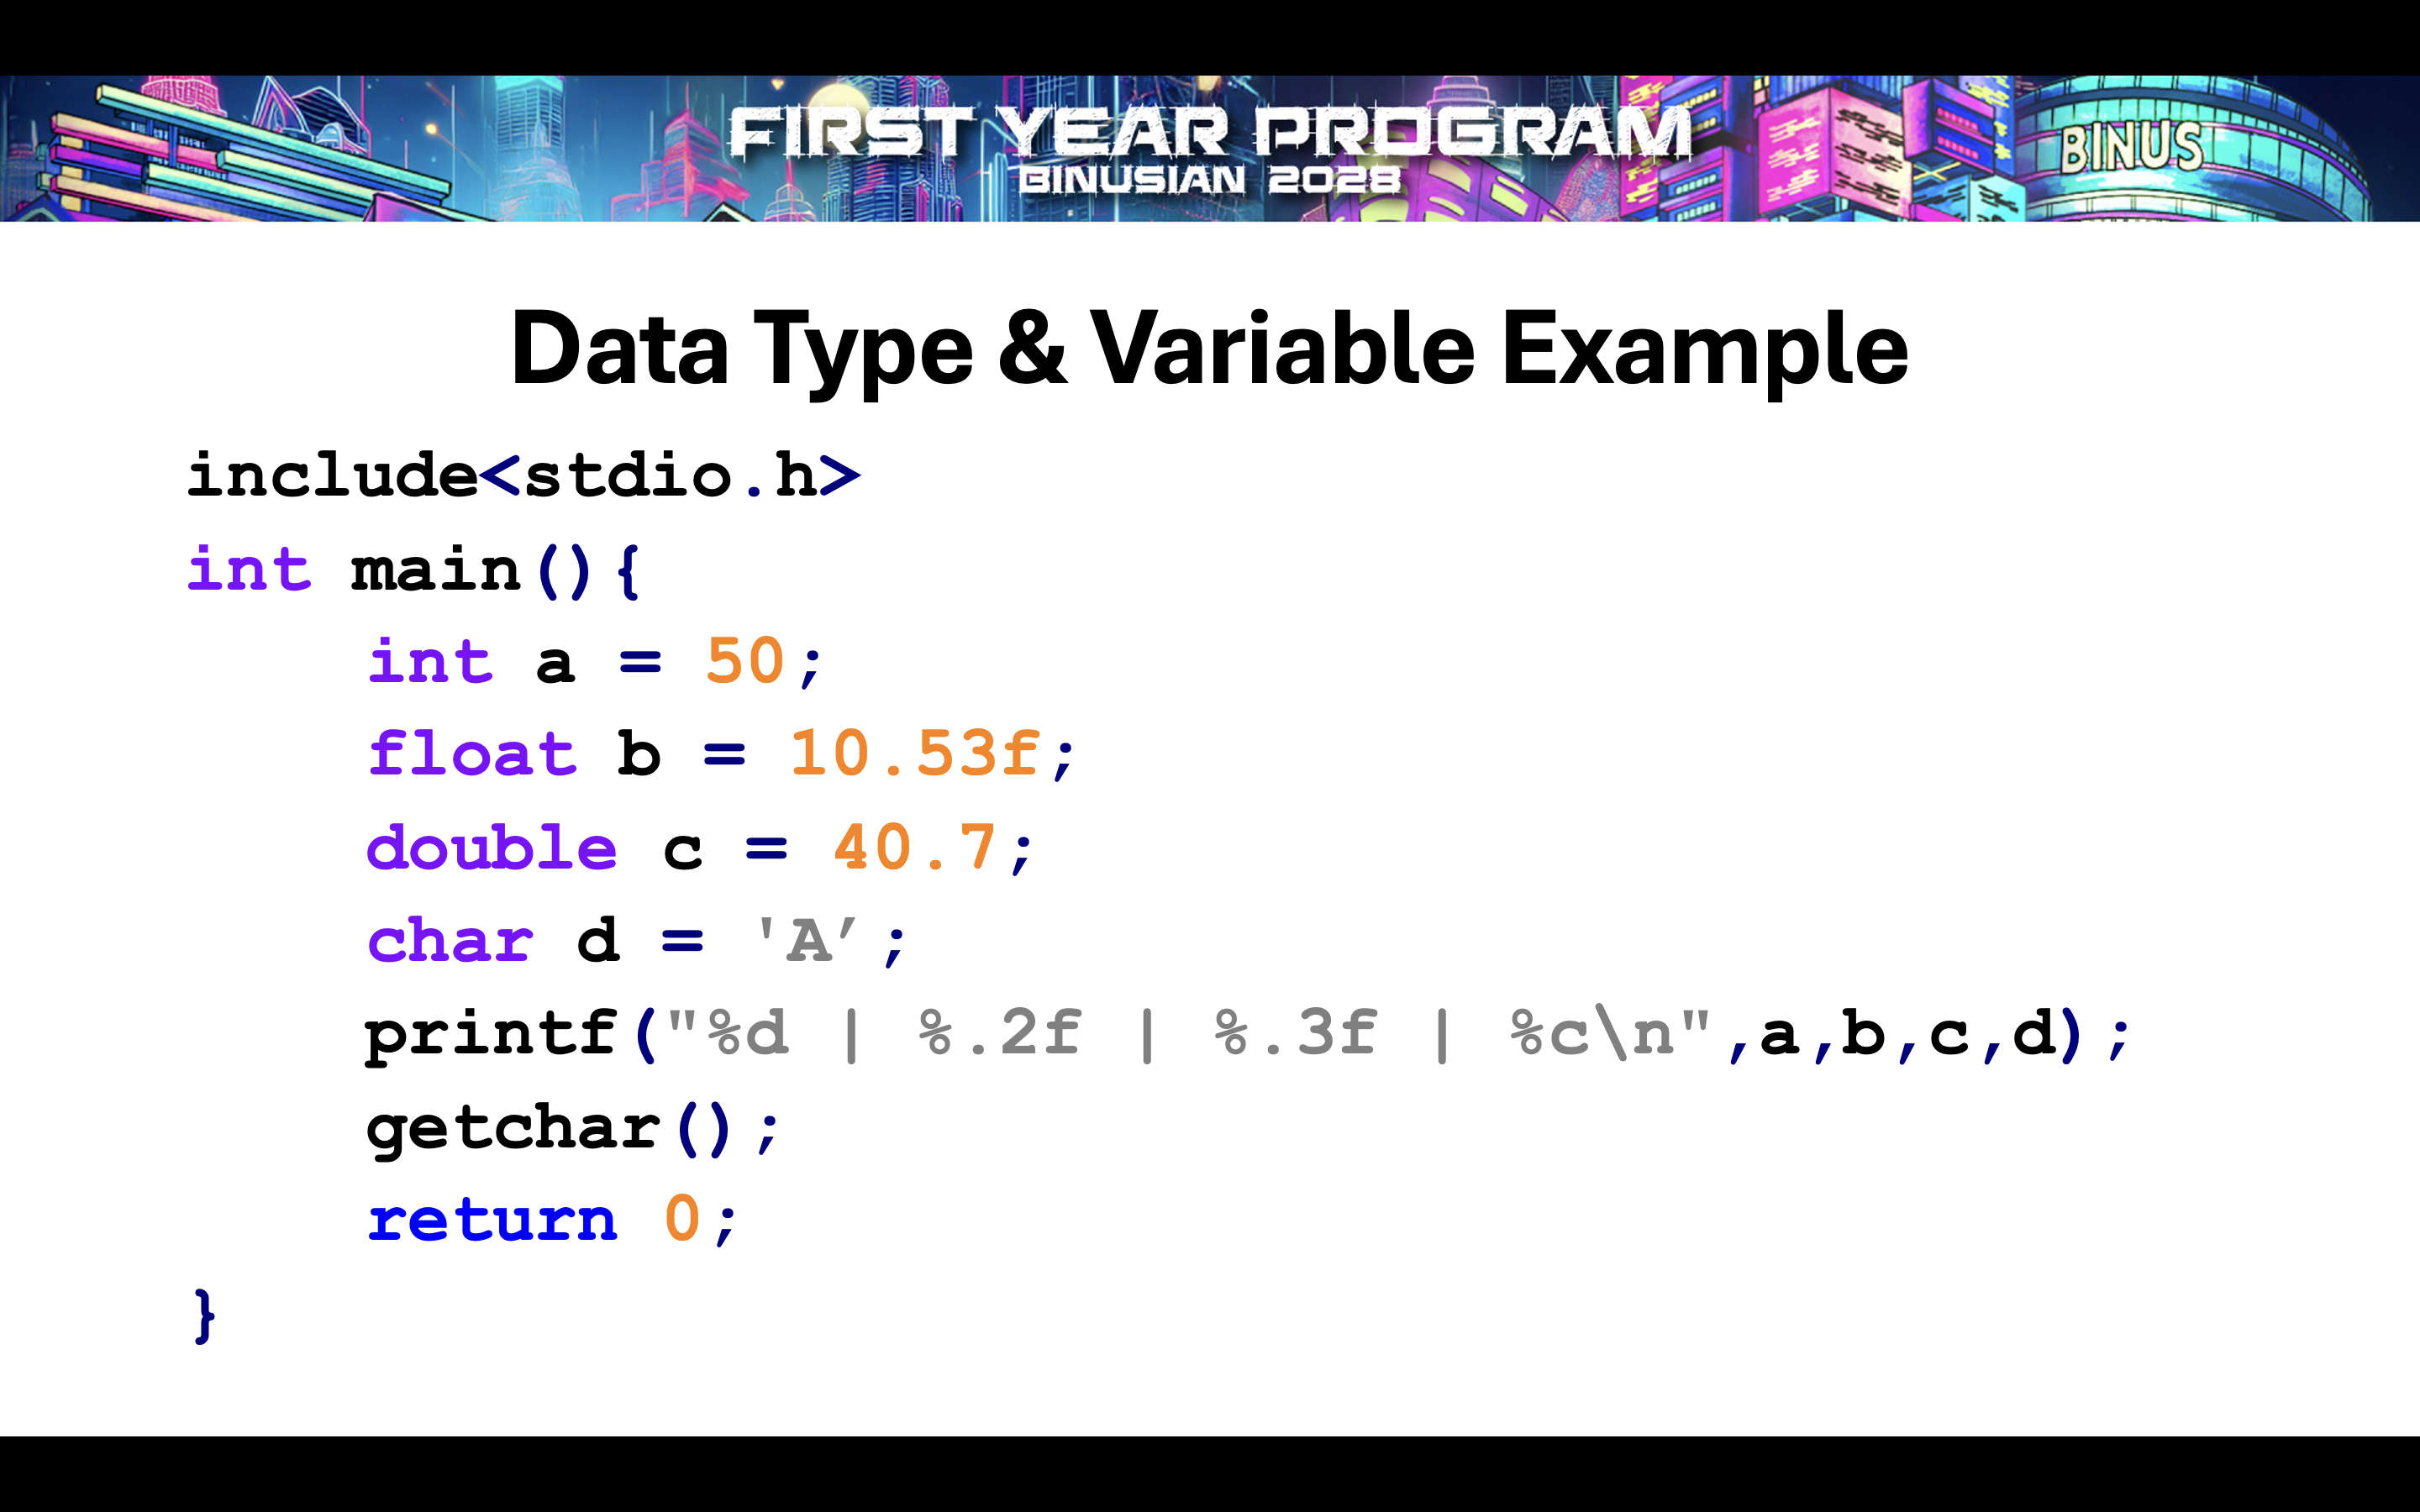 FIRST YEAR PROGRAM
BINUSIAN 2028
BINUS
Data Type & Variable Example
include<stdio.h>
int main(){
int a = 50;
float b = 10.53f;
double c = 40.7;
char d = 'A’;
printf("%d | %.2f | %.3f | %c\n",a,b,c,d);
getchar();
return 0;
}